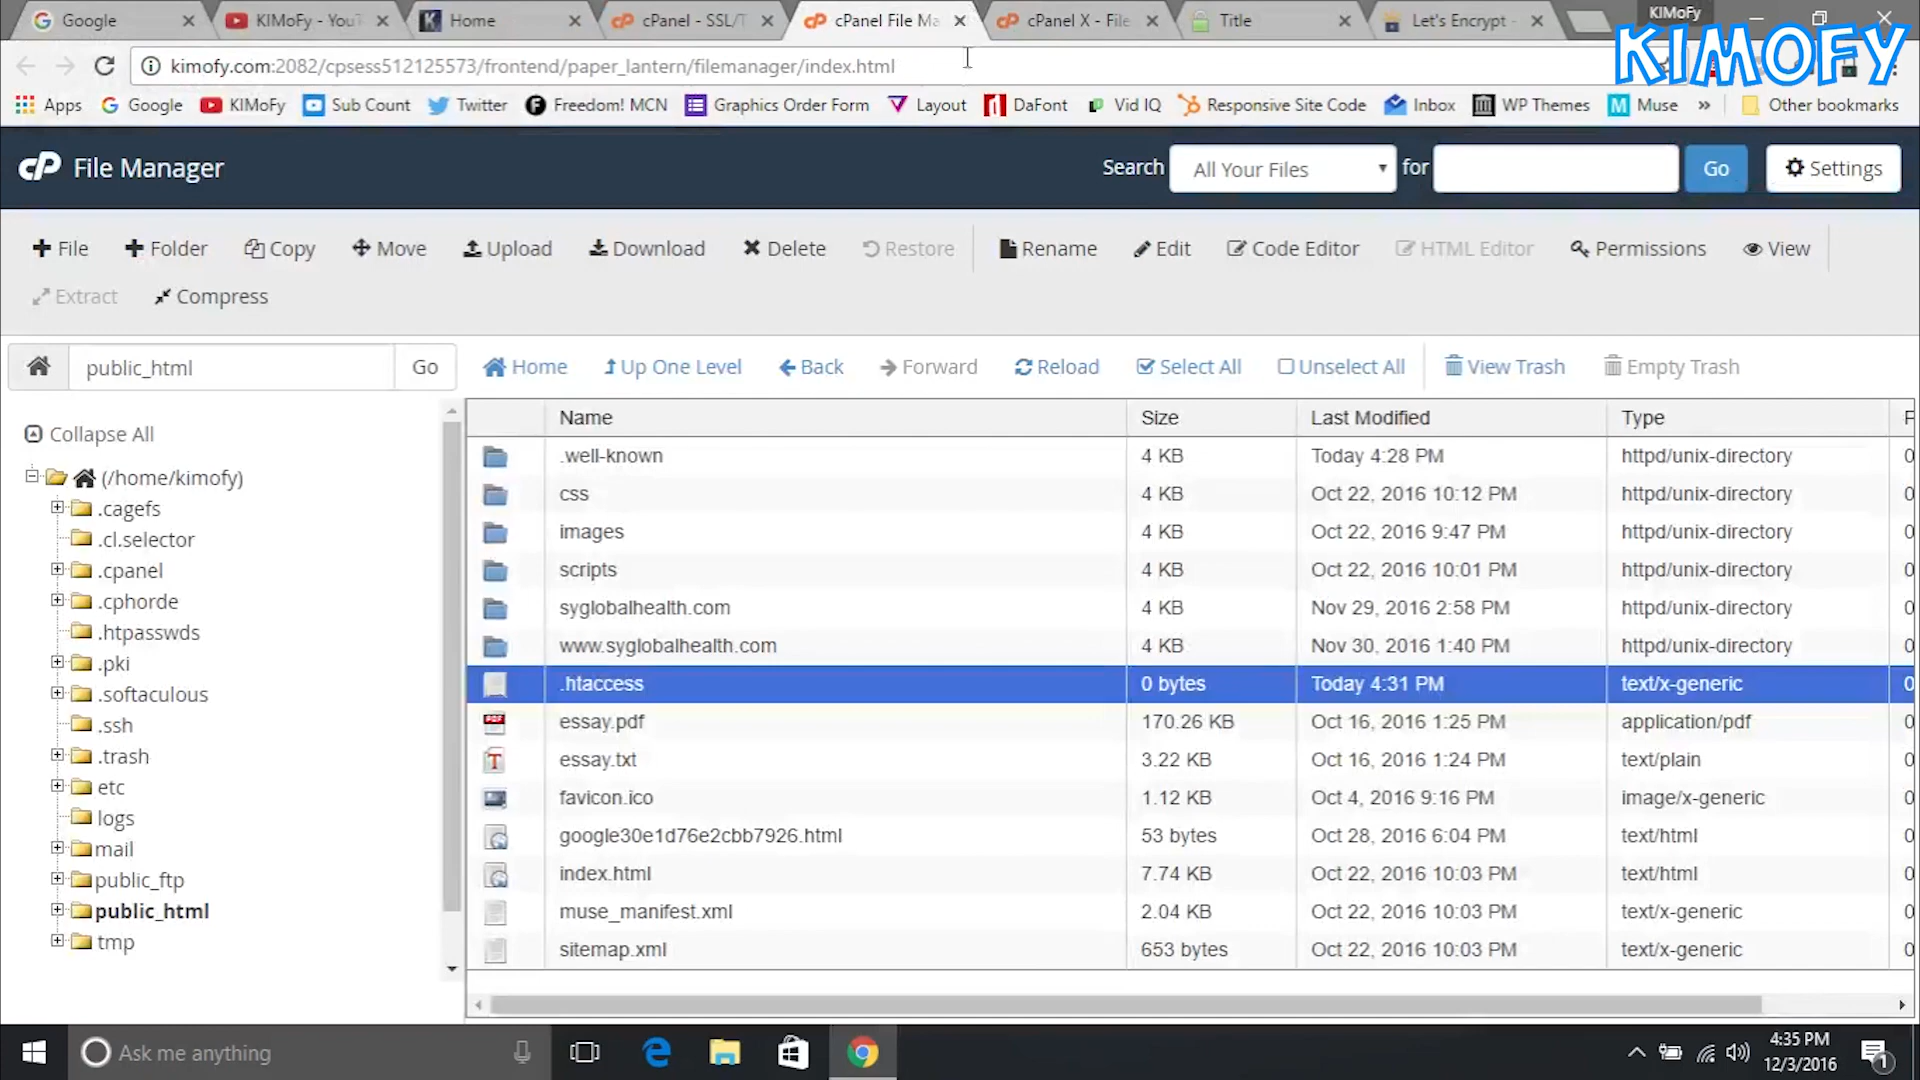 Google
KIMoFy - YouT
Home
cPanel - SSL/T
cPanel File Ma
cPanel X - File
Title
Let's Encrypt -
KIMoFy
KIMOFY
kimofy.com:2082/cpsess512125573/frontend/paper_lantern/filemanager/index.html
Apps
Google
KIMoFy
Sub Count
Twitter
Freedom! MCN
Graphics Order Form
Layout
DaFont
Vid IQ
Responsive Site Code
Inbox
WP Themes
Muse
»
Other bookmarks
cP File Manager
Search
All Your Files
for
Go
Settings
File
Folder
Copy
Move
Upload
Download
Delete
Restore
Rename
Edit
Code Editor
HTML Editor
Permissions
View
Extract
Compress
public_html
Go
Home
Up One Level
Back
Forward
Reload
Select All
Unselect All
View Trash
Empty Trash
Collapse All
(/home/kimofy)
.cagefs
.cl.selector
.cpanel
.cphorde
.htpasswds
.pki
.softaculous
.ssh
.trash
etc
logs
mail
public_ftp
public_html
tmp
Name Size Last Modified Type
.well-known 4 KB Today 4:28 PM httpd/unix-directory
css 4 KB Oct 22, 2016 10:12 PM httpd/unix-directory
images 4 KB Oct 22, 2016 9:47 PM httpd/unix-directory
scripts 4 KB Oct 22, 2016 10:01 PM httpd/unix-directory
syglobalhealth.com 4 KB Nov 29, 2016 2:58 PM httpd/unix-directory
www.syglobalhealth.com 4 KB Nov 30, 2016 1:40 PM httpd/unix-directory
.htaccess 0 bytes Today 4:31 PM text/x-generic
essay.pdf 170.26 KB Oct 16, 2016 1:25 PM application/pdf
essay.txt 3.22 KB Oct 16, 2016 1:24 PM text/plain
favicon.ico 1.12 KB Oct 4, 2016 9:16 PM image/x-generic
google30e1d76e2cbb7926.html 53 bytes Oct 28, 2016 6:04 PM text/html
index.html 7.74 KB Oct 22, 2016 10:03 PM text/html
muse_manifest.xml 2.04 KB Oct 22, 2016 10:03 PM text/x-generic
sitemap.xml 653 bytes Oct 22, 2016 10:03 PM text/x-generic
Ask me anything
4:35 PM
12/3/2016
1